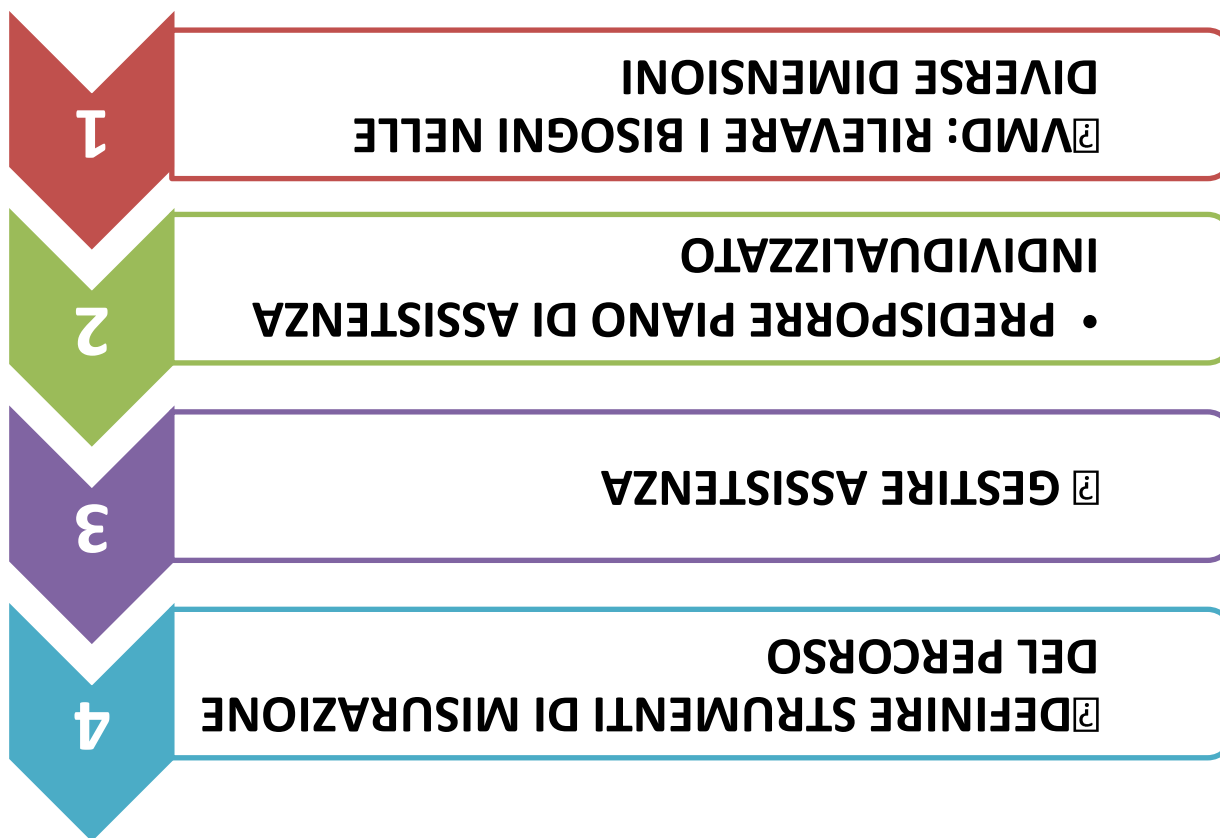 1
⍰VMD: RILEVARE I BISOGNI NELLE
DIVERSE DIMENSIONI
2
• PREDISPORRE PIANO DI ASSISTENZA
INDIVIDUALIZZATO
3
⍰ GESTIRE ASSISTENZA
4
⍰DEFINIRE STRUMENTI DI MISURAZIONE
DEL PERCORSO